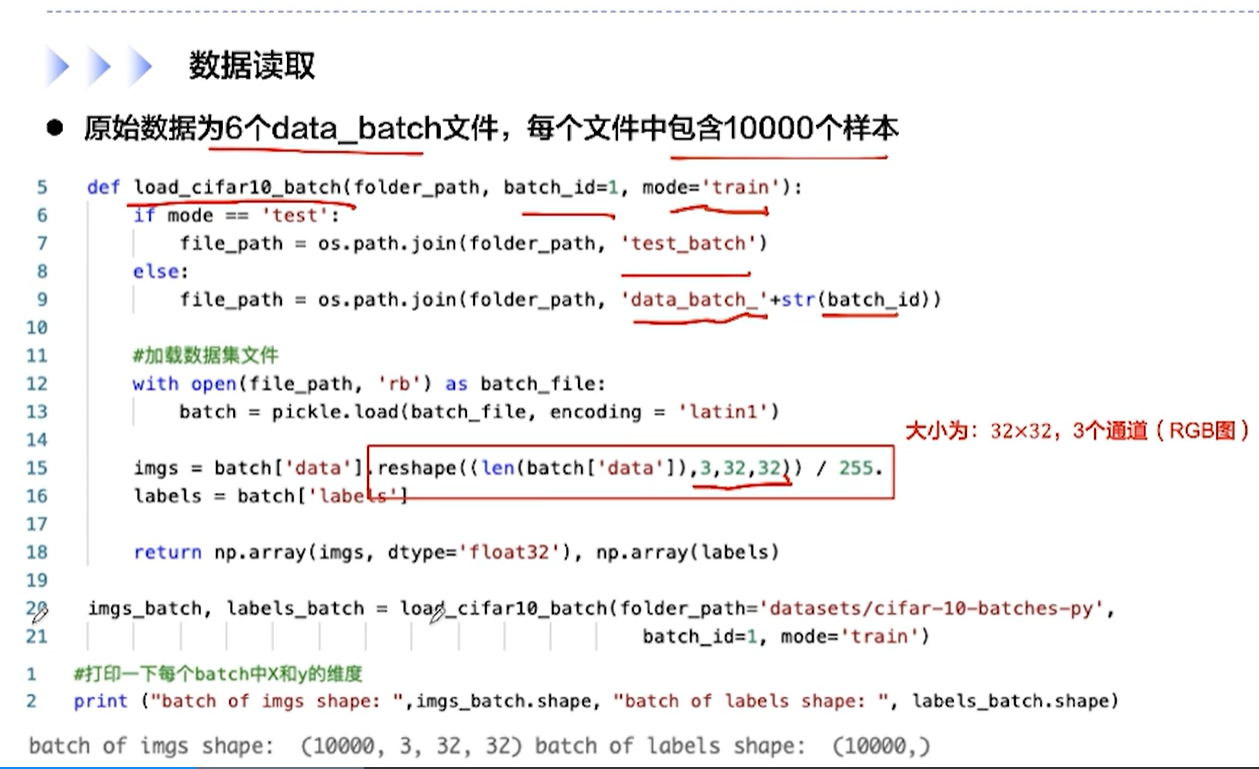 数据读取
● 原始数据为6个data_batch文件，每个文件中包含10000个样本
5 def load_cifar10_batch(folder_path, batch_id=1, mode='train'):
6 if mode == 'test':
7 file_path = os.path.join(folder_path, 'test_batch')
8 else:
9 file_path = os.path.join(folder_path, 'data_batch_'+str(batch_id))
10
11 #加载数据集文件
12 with open(file_path, 'rb') as batch_file:
13 batch = pickle.load(batch_file, encoding = 'latin1')
14
大小为：32×32，3个通道（RGB图）
15 imgs = batch['data'].reshape((len(batch['data']),3,32,32)) / 255.
16 labels = batch['labels']
17
18 return np.array(imgs, dtype='float32'), np.array(labels)
19
20 imgs_batch, labels_batch = load_cifar10_batch(folder_path='datasets/cifar-10-batches-py',
21 batch_id=1, mode='train')
1 #打印一下每个batch中X和y的维度
2 print ("batch of imgs shape: ",imgs_batch.shape, "batch of labels shape: ", labels_batch.shape)
batch of imgs shape:  (10000, 3, 32, 32) batch of labels shape:  (10000,)